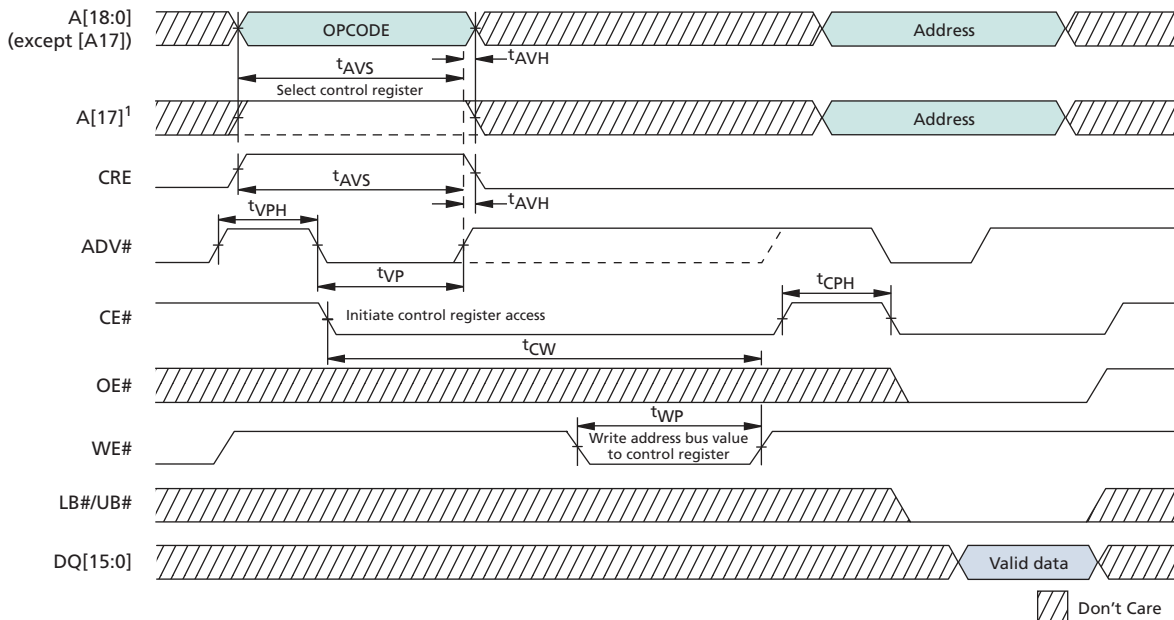 A[18:0]
(except [A17])
OPCODE
Address
tAVS
tAVH
Select control register
A[17]1
Address
CRE
tAVS
tAVH
tVPH
ADV#
tVP
tCPH
CE#
Initiate control register access
tCW
OE#
tWP
WE#
Write address bus value
to control register
LB#/UB#
DQ[15:0]
Valid data
Don't Care